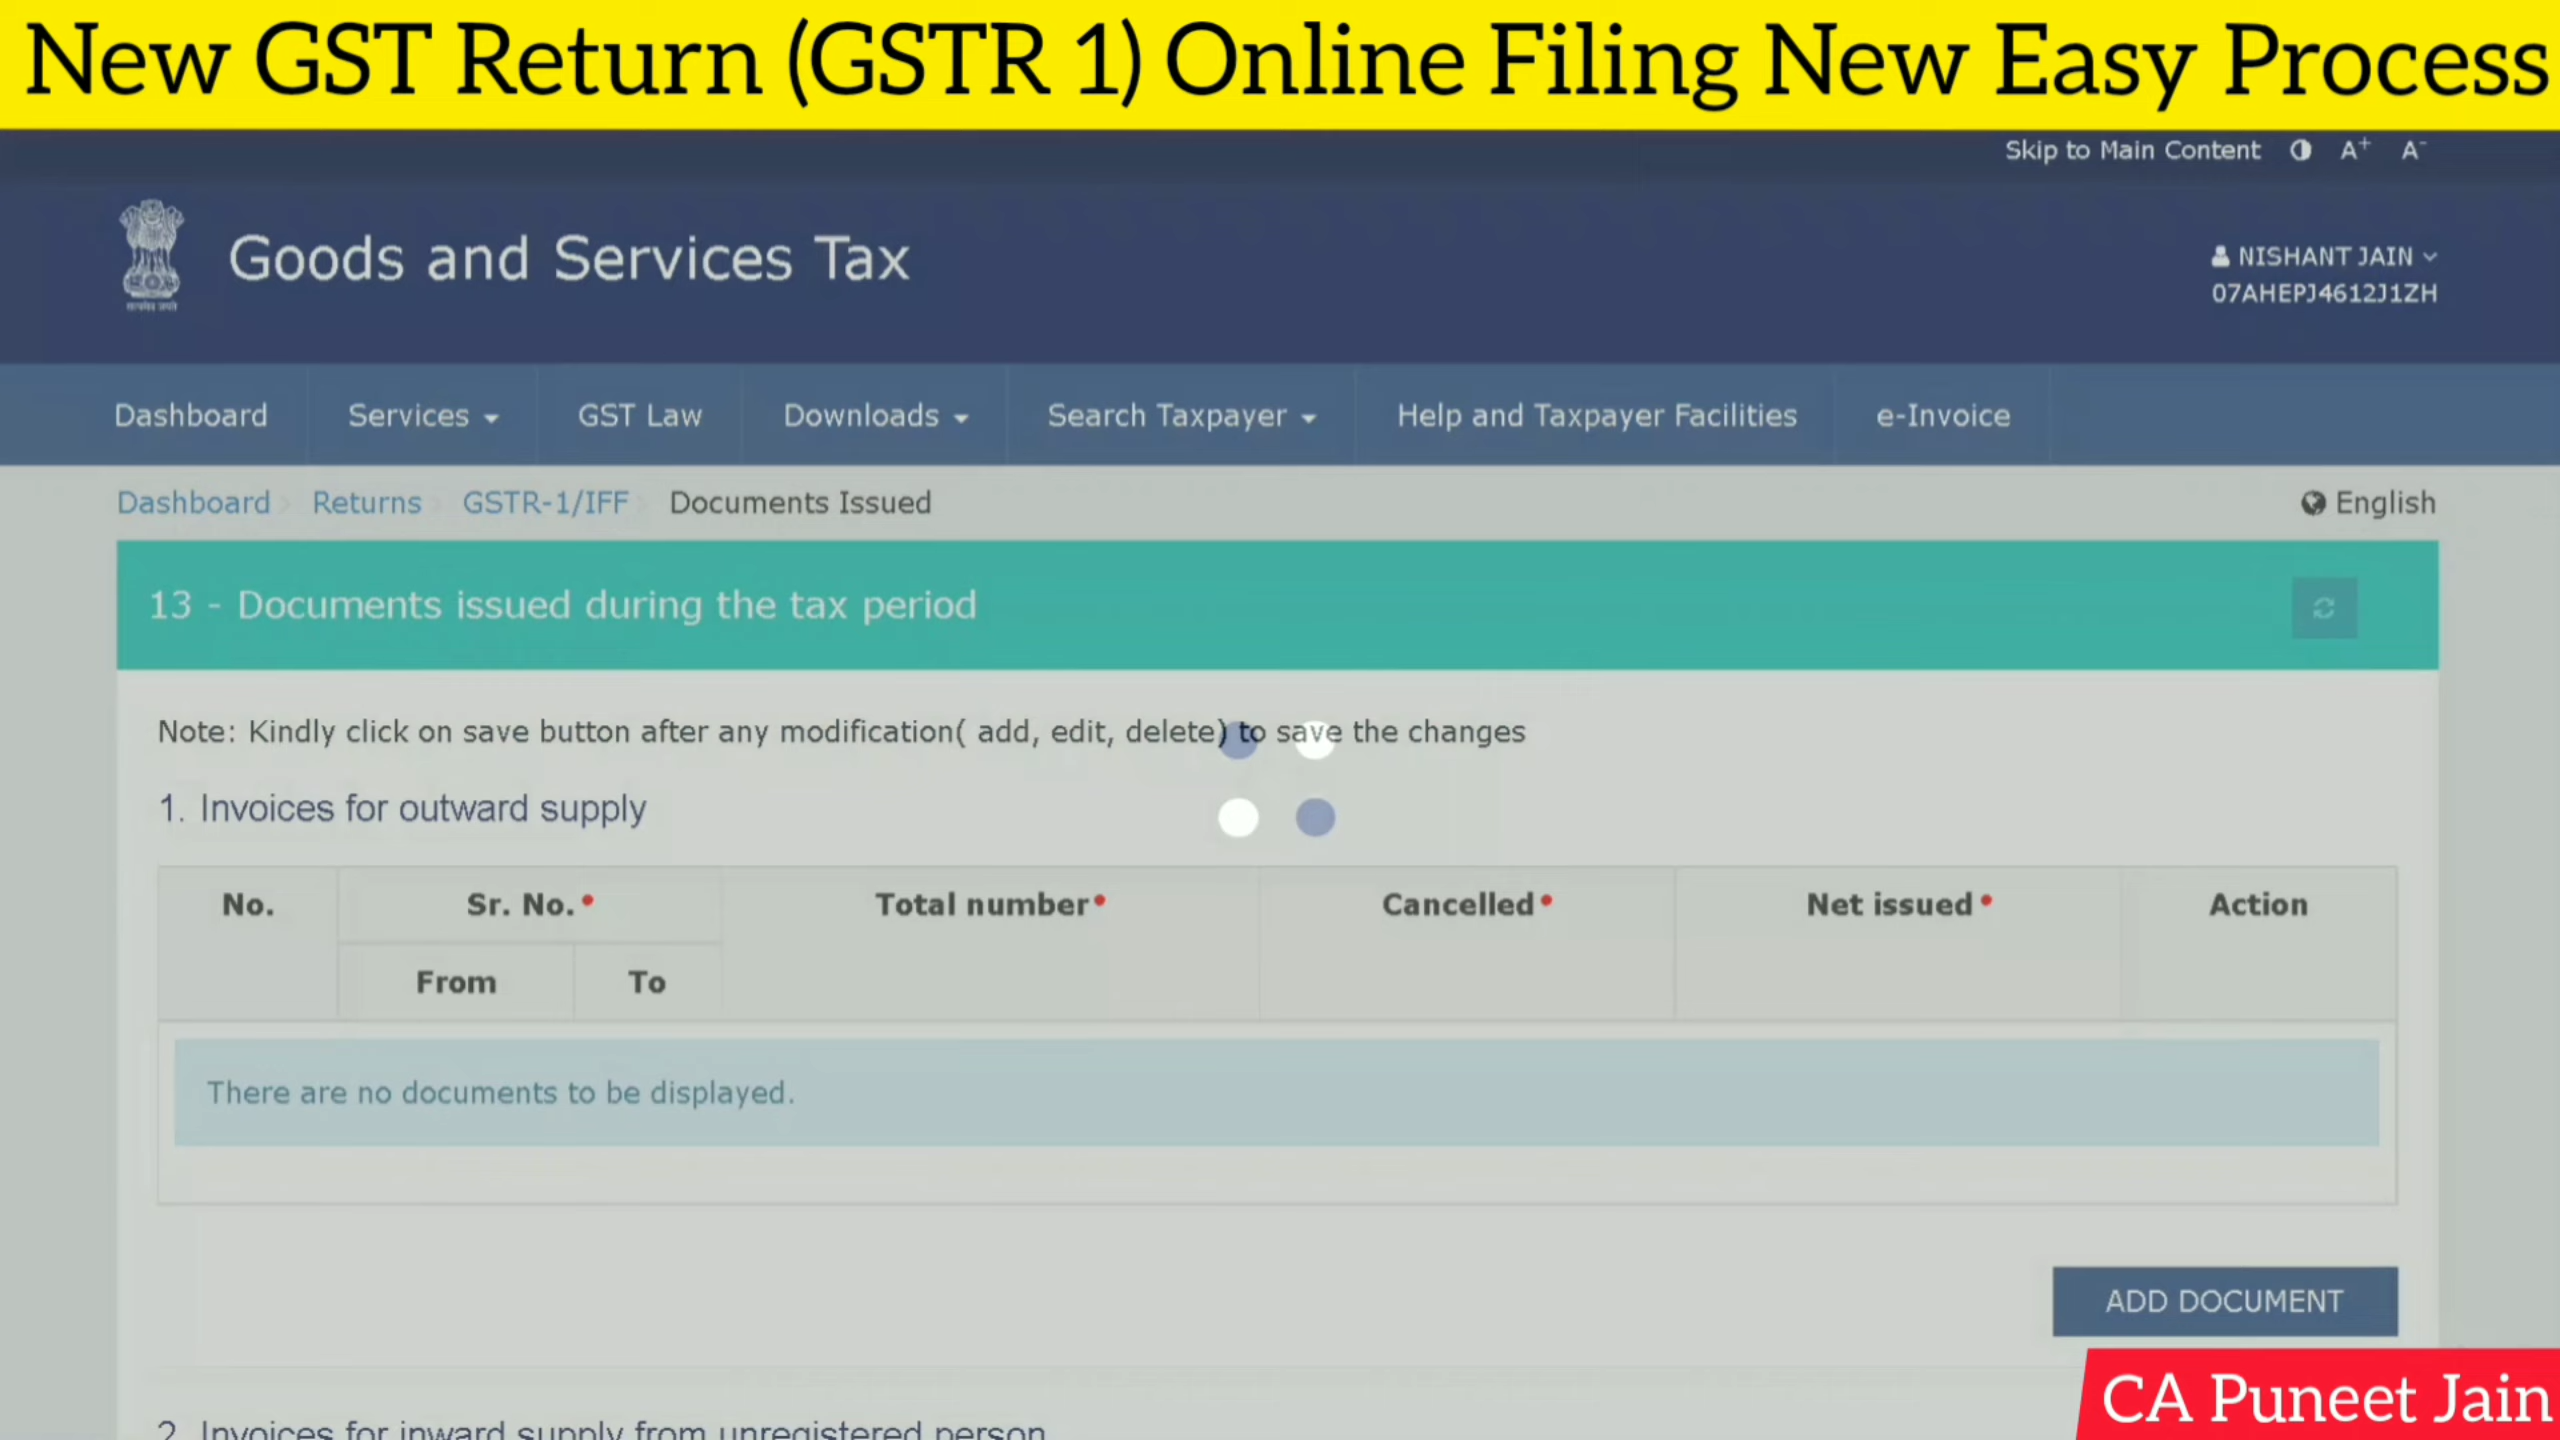 New GST Return (GSTR 1) Online Filing New Easy Process
Skip to Main Content A+ A-
Goods and Services Tax
NISHANT JAIN
07AHEPJ4612J1ZH
Dashboard Services GST Law Downloads Search Taxpayer Help and Taxpayer Facilities e-Invoice
Dashboard Returns GSTR-1/IFF Documents Issued English
13 - Documents issued during the tax period
Note: Kindly click on save button after any modification( add, edit, delete) to save the changes
1. Invoices for outward supply
No. Sr. No. Total number Cancelled Net issued Action
From To
There are no documents to be displayed.
ADD DOCUMENT
CA Puneet Jain
2. Invoices for inward supply from unregistered person